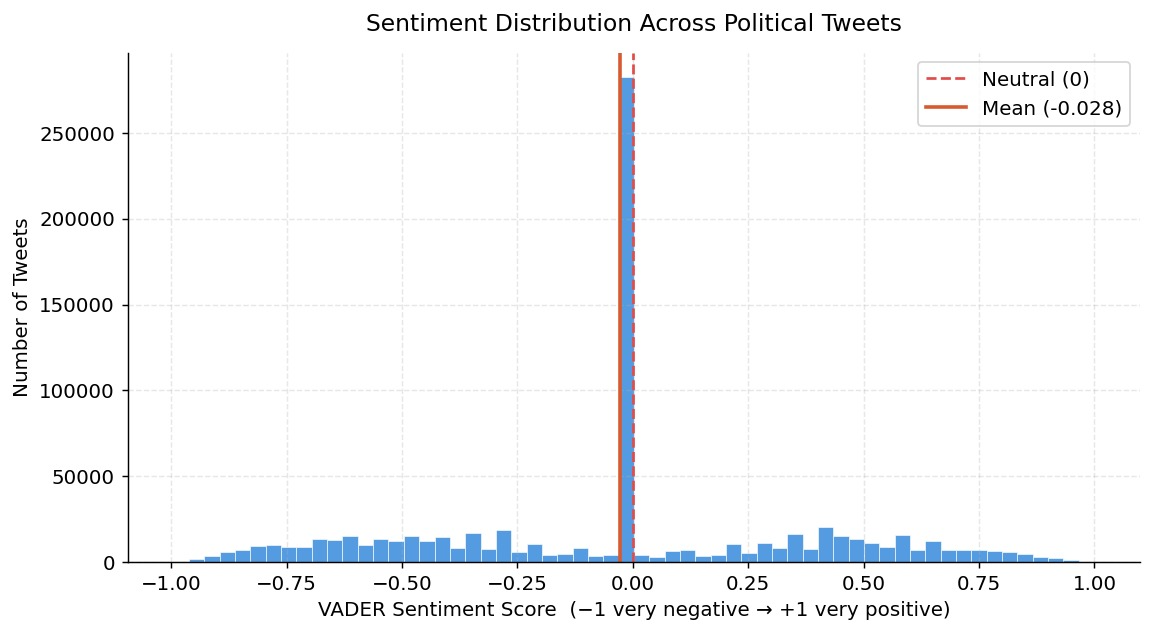 Sentiment Distribution Across Political Tweets
Neutral (0)
Mean (-0.028)
Number of Tweets
250000
200000
150000
100000
50000
0
−1.00 −0.75 −0.50 −0.25 0.00 0.25 0.50 0.75 1.00
VADER Sentiment Score (−1 very negative → +1 very positive)